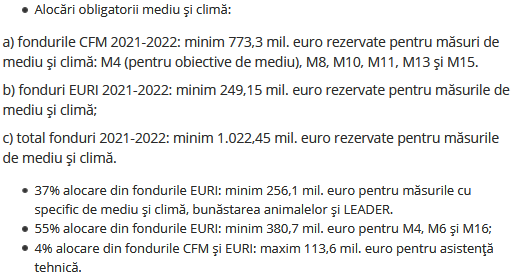 • Alocări obligatorii mediu și climă:
a) fondurile CFM 2021-2022: minim 773,3 mil. euro rezervate pentru măsuri de
mediu și climă: M4 (pentru obiective de mediu), M8, M10, M11, M13 și M15.
b) fonduri EURI 2021-2022: minim 249,15 mil. euro rezervate pentru măsurile de
mediu și climă;
c) total fonduri 2021-2022: minim 1.022,45 mil. euro rezervate pentru măsurile
de mediu și climă.
• 37% alocare din fondurile EURI: minim 256,1 mil. euro pentru măsurile cu
specific de mediu și climă, bunăstarea animalelor și LEADER.
• 55% alocare din fondurile EURI: minim 380,7 mil. euro pentru M4, M6 și M16;
• 4% alocare din fondurile CFM și EURI: maxim 113,6 mil. euro pentru asistență
tehnică.